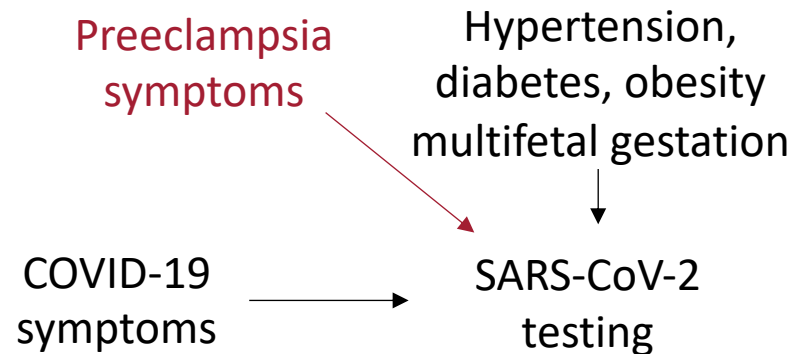 Preeclampsia
symptoms
Hypertension,
diabetes, obesity
multifetal gestation
COVID-19
symptoms
SARS-CoV-2
testing